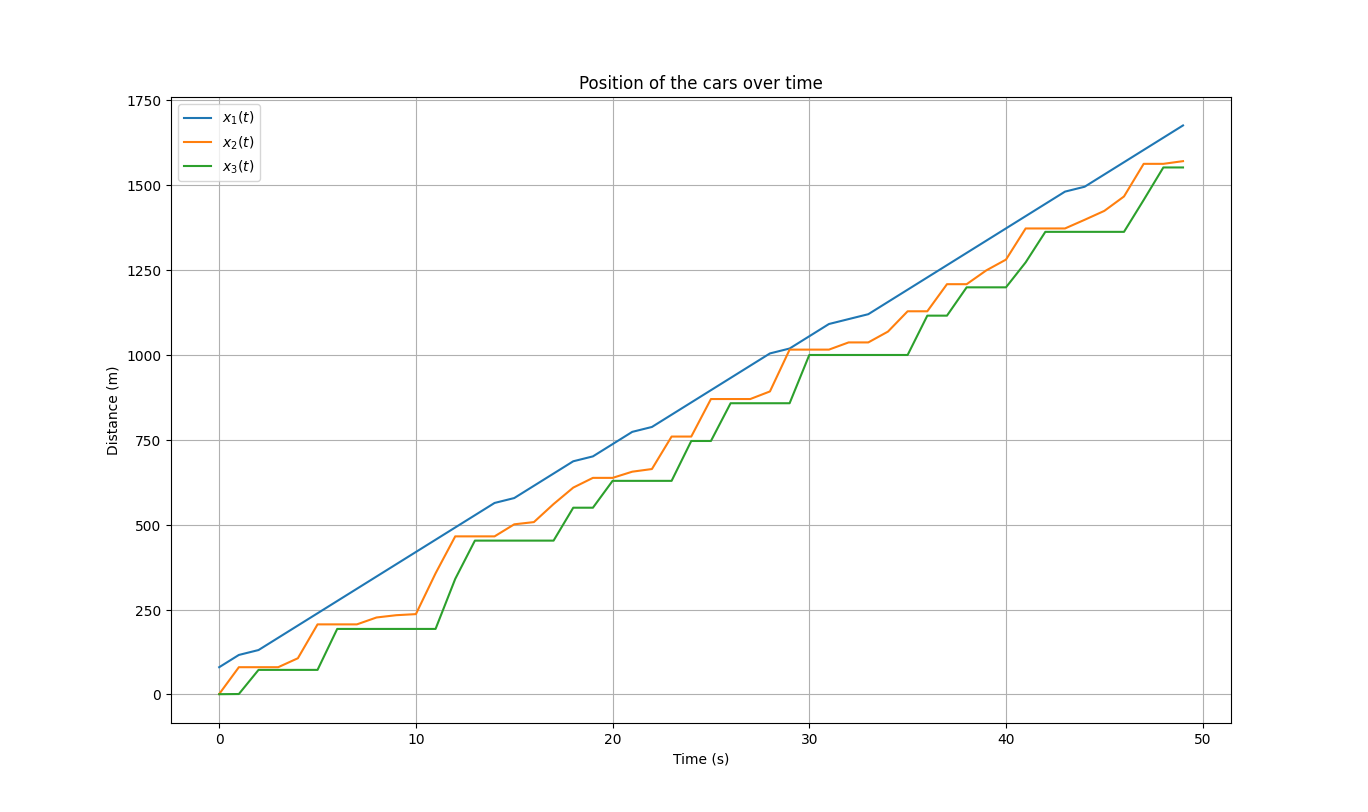 Position of the cars over time
x₁(t)
x₂(t)
x₃(t)
1750
1500
1250
1000
750
500
250
0
Distance (m)
0 10 20 30 40 50
Time (s)